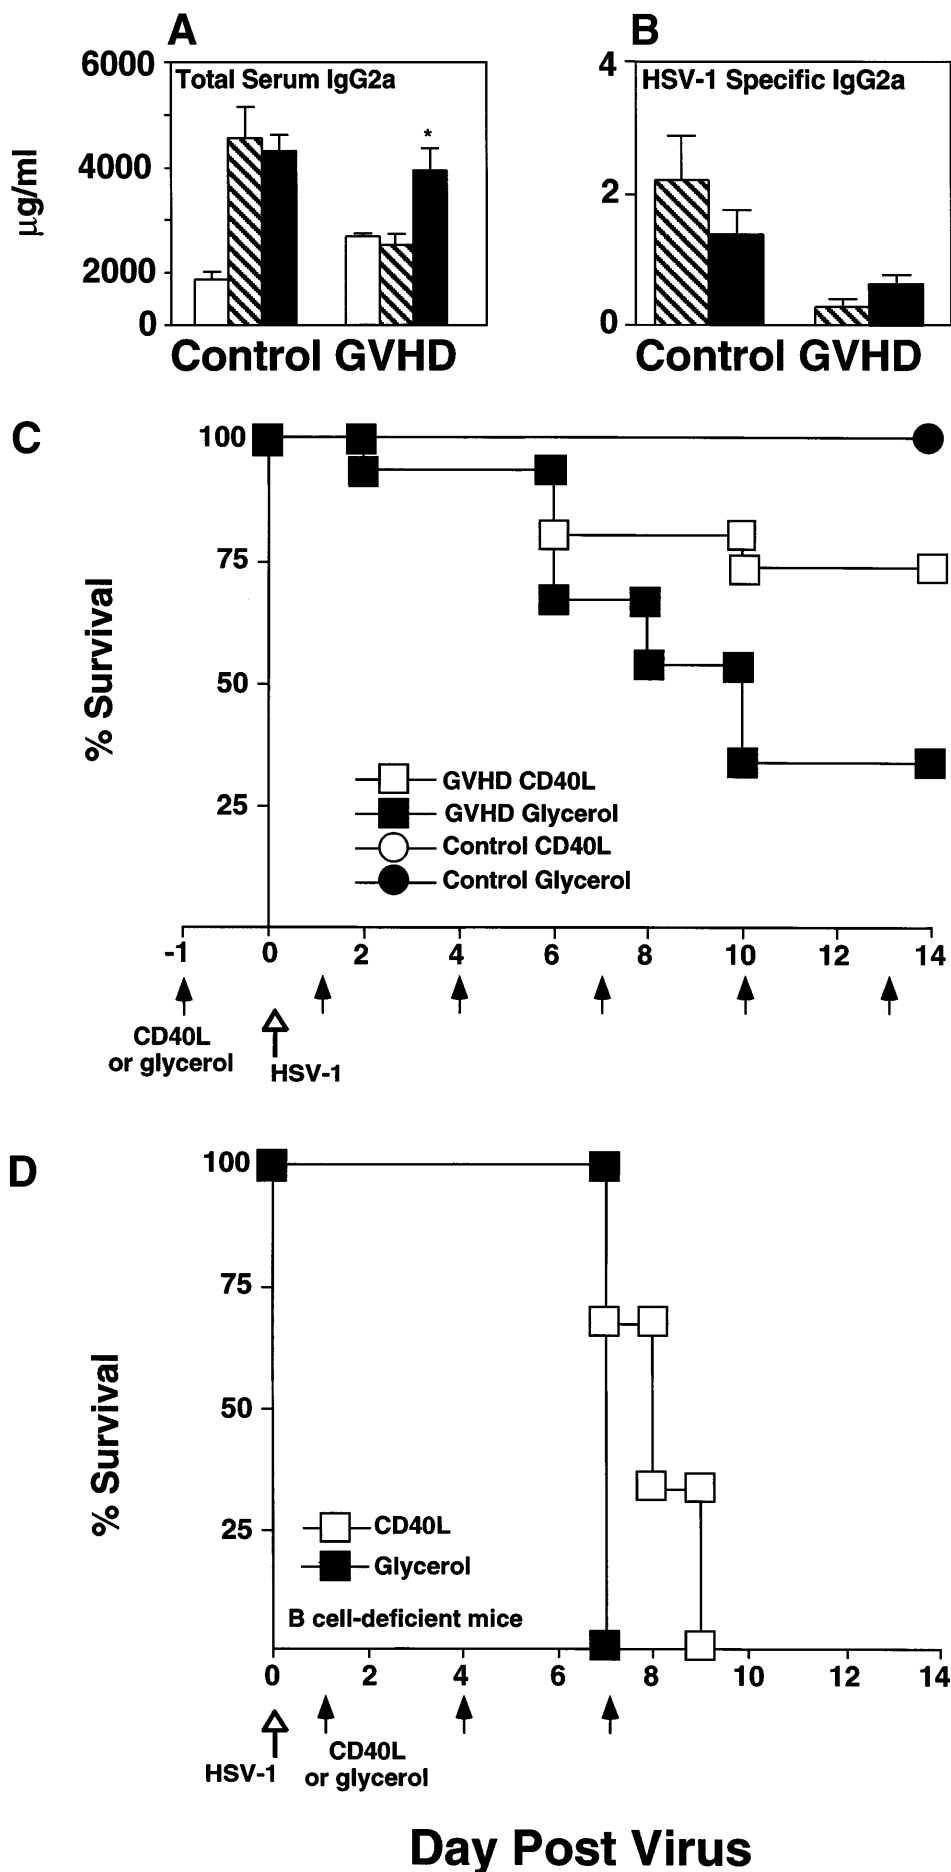 A
B
6000
4000
2000
0
µg/ml
Total Serum IgG2a
*
Control GVHD
4
2
0
HSV-1 Specific IgG2a
Control GVHD
C
100
75
50
25
% Survival
GVHD CD40L
GVHD Glycerol
Control CD40L
Control Glycerol
-1 0 2 4 6 8 10 12 14
CD40L
or glycerol
HSV-1
D
100
75
50
25
% Survival
CD40L
Glycerol
B cell-deficient mice
0 2 4 6 8 10 12 14
HSV-1
CD40L
or glycerol
Day Post Virus